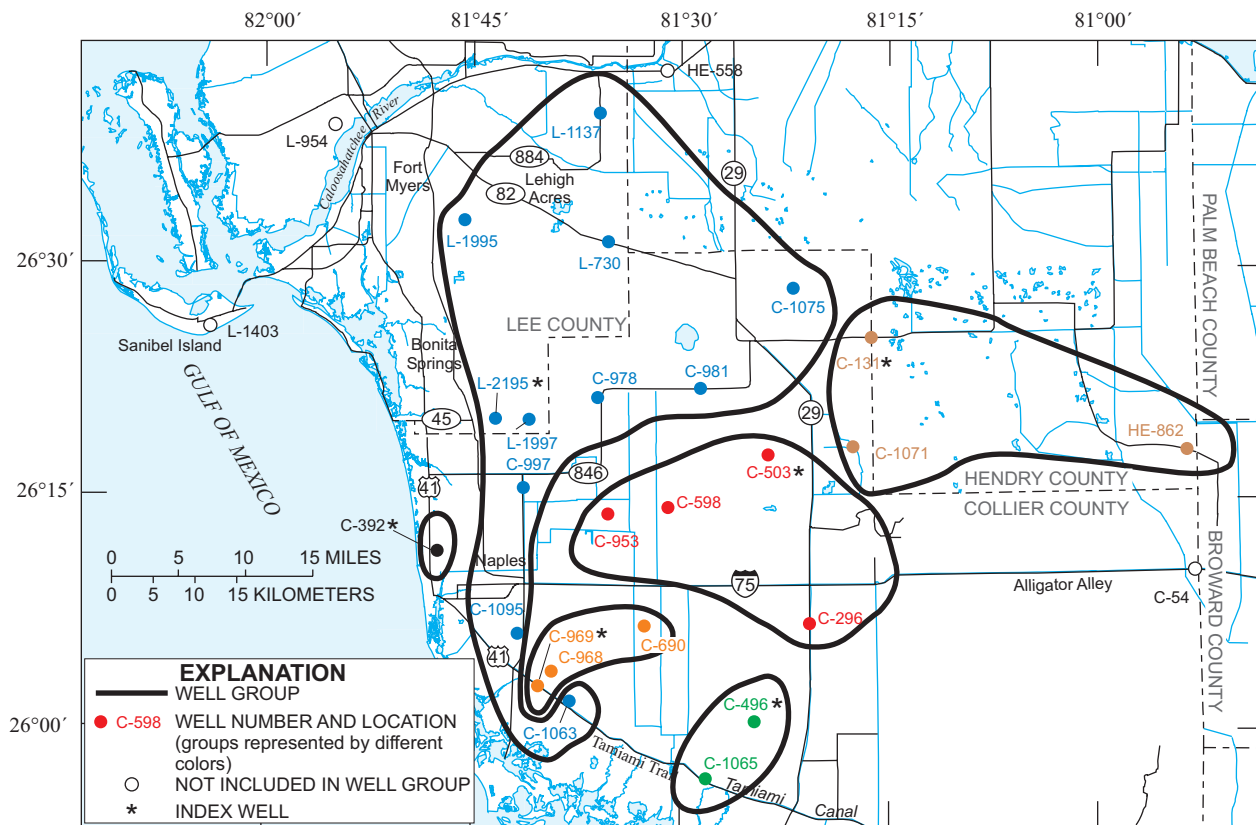 82°00′
81°45′
81°30′
81°15′
81°00′
HE-558
L-954
Caloosahatchee River
L-1137
884
Fort
Myers
Lehigh
Acres
82
29
PALM BEACH COUNTY
L-1995
L-730
26°30′
C-1075
L-1403
Sanibel Island
LEE COUNTY
Bonita
Springs
C-131*
GULF OF MEXICO
L-2195*
C-978
C-981
45
L-1997
29
HE-862
C-997
C-1071
846
C-503*
HENDRY COUNTY
26°15′
41
COLLIER COUNTY
C-598
C-392*
C-953
BROWARD COUNTY
0 5 10 15 MILES
0 5 10 15 KILOMETERS
Naples
75
Alligator Alley
C-54
C-1095
C-296
C-969*
C-690
41
C-968
EXPLANATION
WELL GROUP
C-598 WELL NUMBER AND LOCATION
(groups represented by different
colors)
NOT INCLUDED IN WELL GROUP
* INDEX WELL
26°00′
C-496*
C-1063
Tamiami Trail
C-1065
Tamiami
Canal